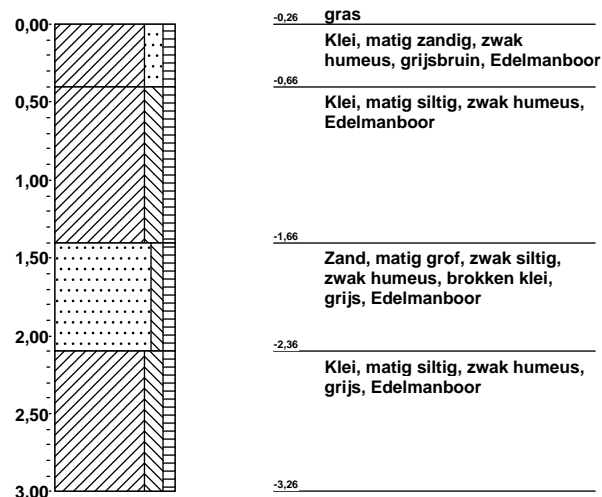 0,00
-0,26
gras
Klei, matig zandig, zwak
humeus, grijsbruin, Edelmanboor
-0,66
0,50
Klei, matig siltig, zwak humeus,
Edelmanboor
1,00
-1,66
1,50
Zand, matig grof, zwak siltig,
zwak humeus, brokken klei,
grijs, Edelmanboor
2,00
-2,36
Klei, matig siltig, zwak humeus,
grijs, Edelmanboor
2,50
3,00
-3,26